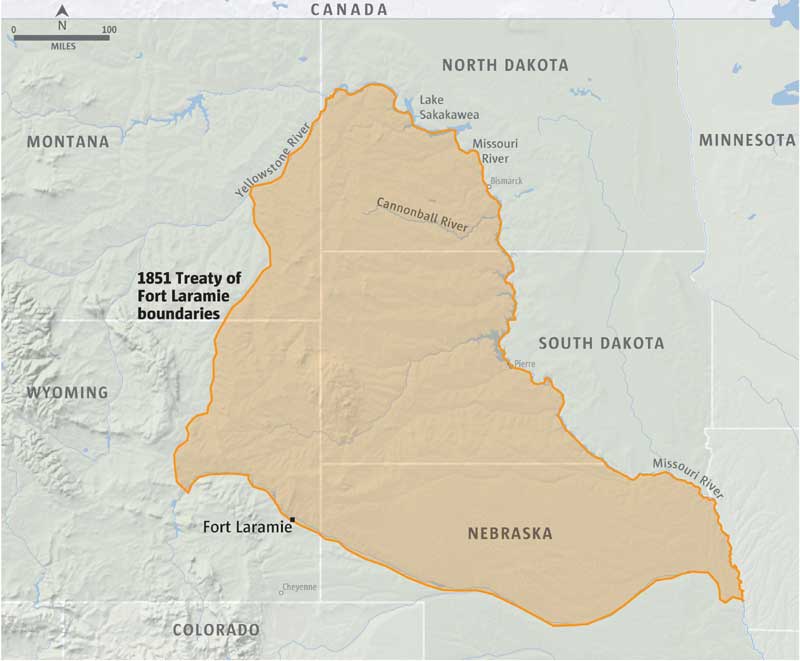 CANADA
N
0 100
MILES
NORTH DAKOTA
Lake
Sakakawea
MONTANA
Yellowstone River
Missouri
River
MINNESOTA
Bismarck
Cannonball River
1851 Treaty of
Fort Laramie
boundaries
SOUTH DAKOTA
Pierre
WYOMING
Missouri River
Fort Laramie
NEBRASKA
Cheyenne
COLORADO